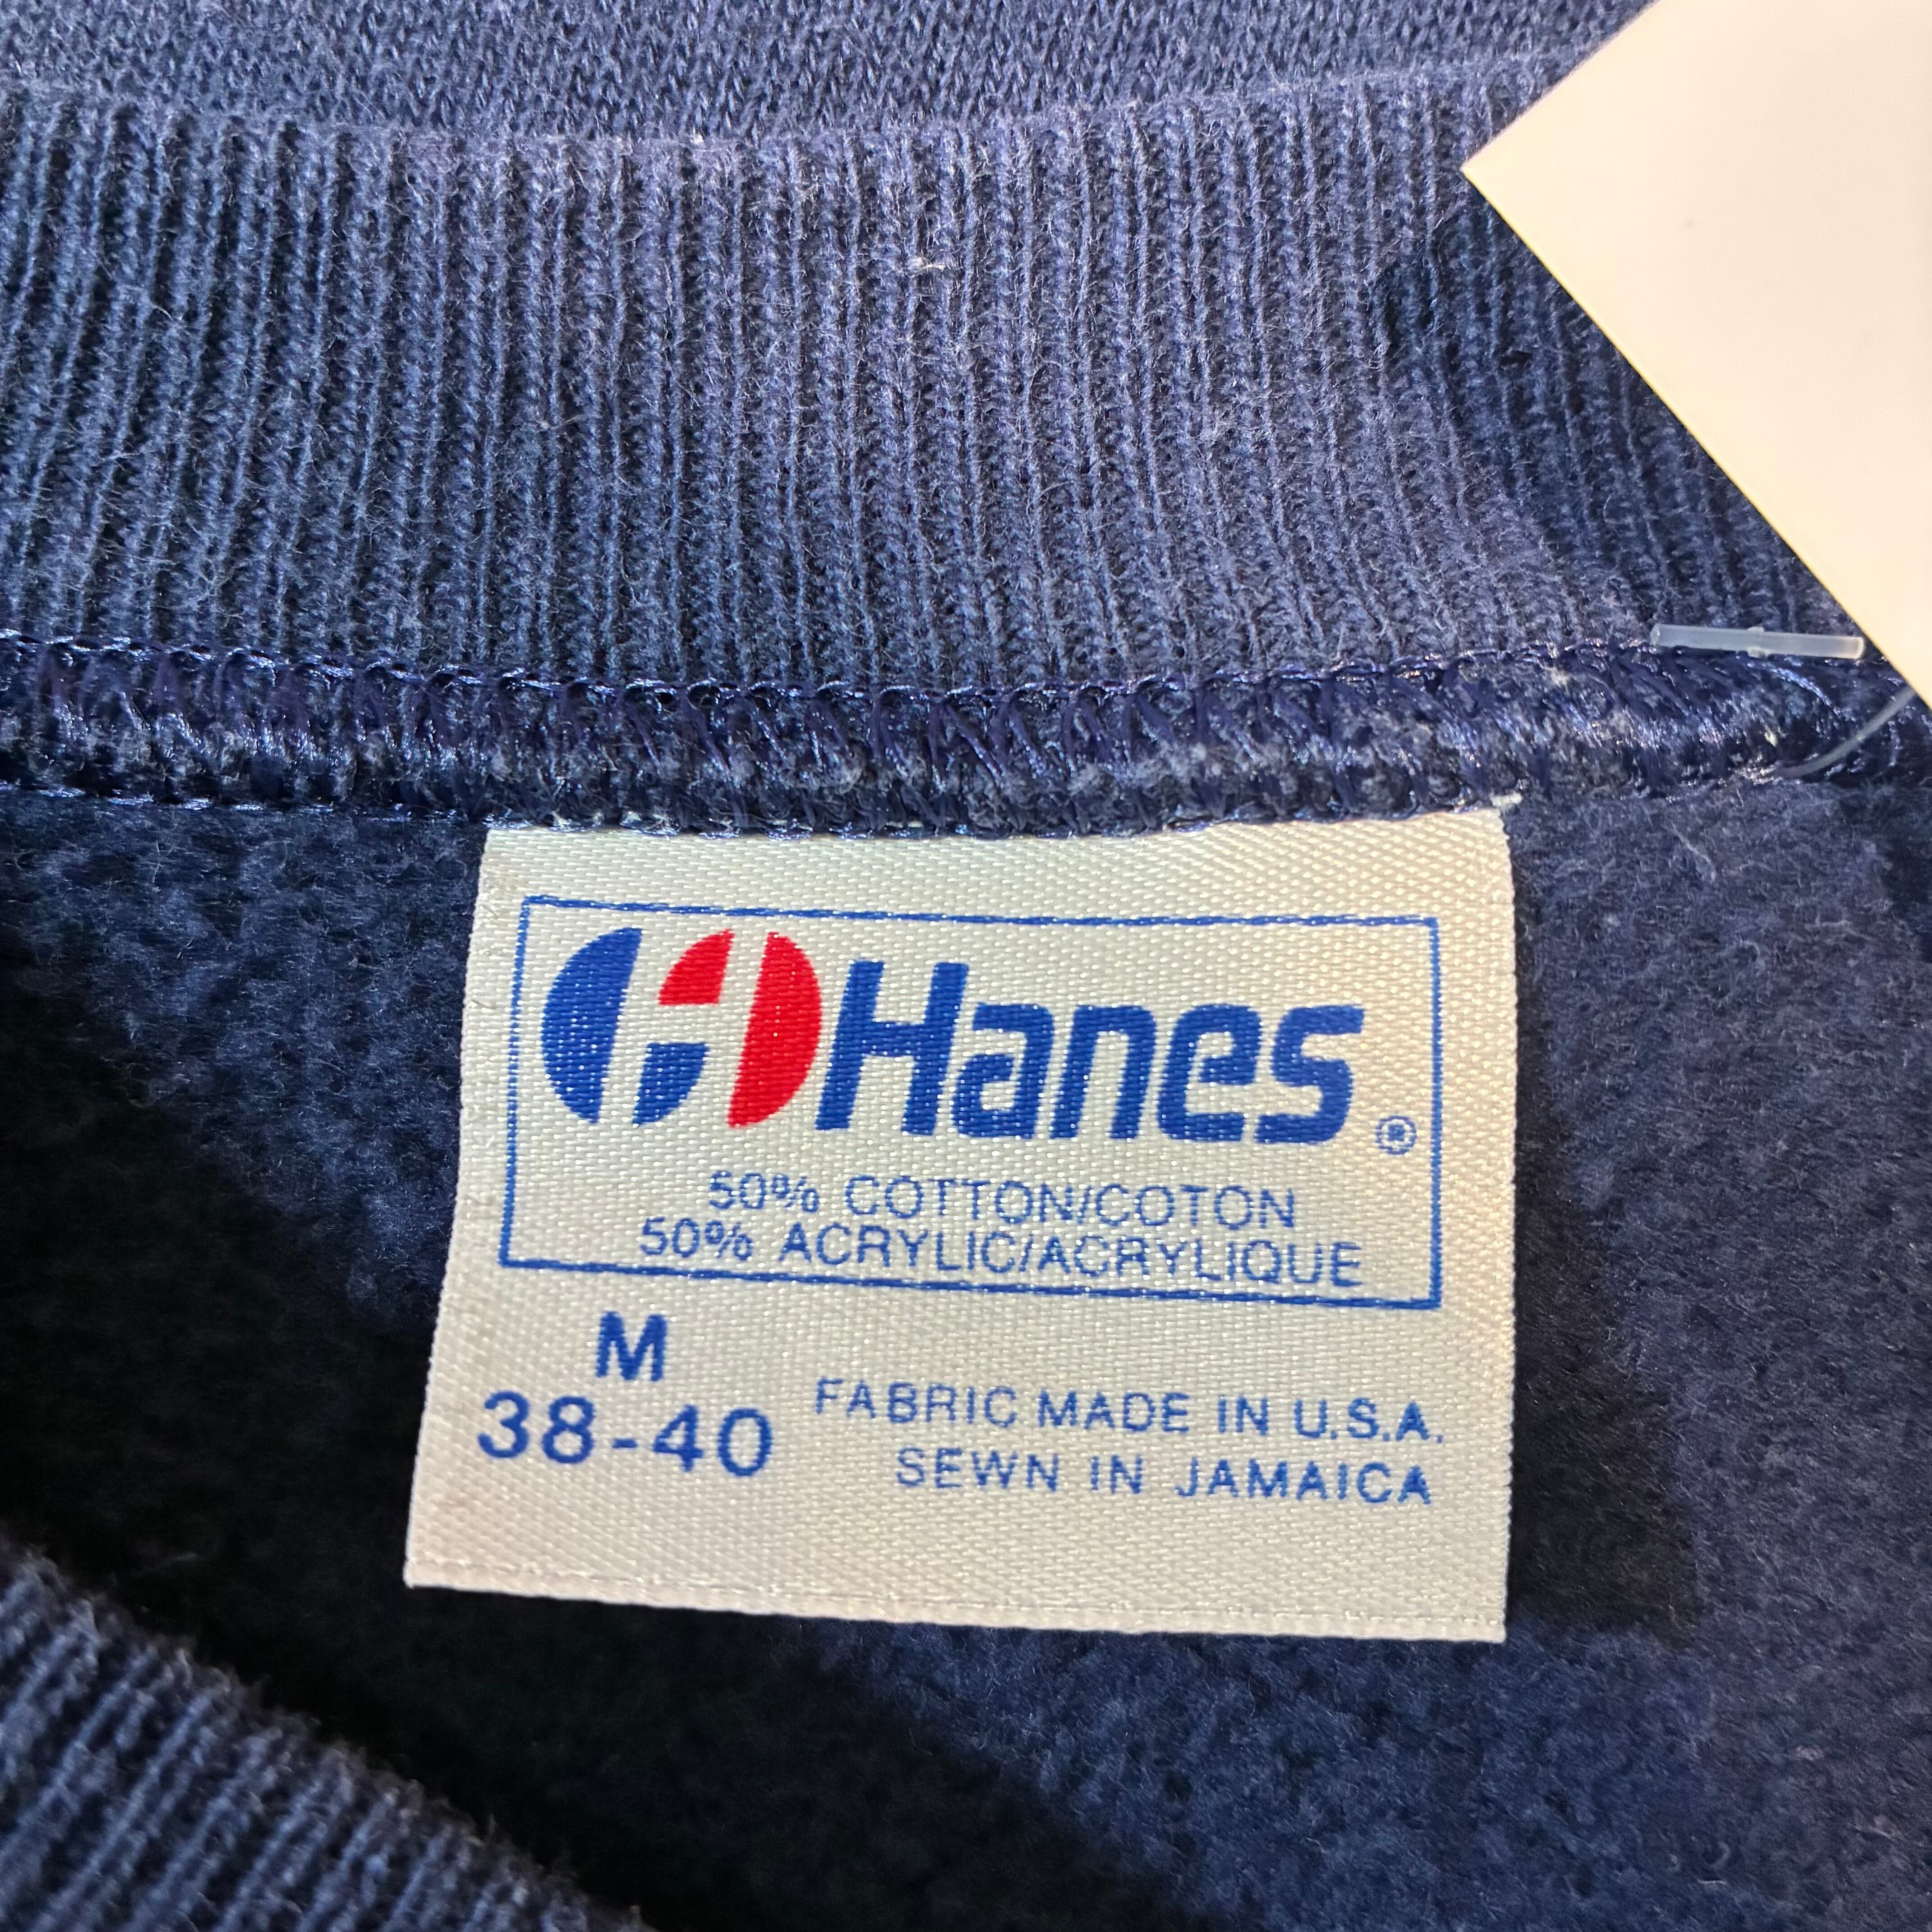 Hanes®
50% COTTON/COTON
50% ACRYLIC/ACRYLIQUE
M
38-40
FABRIC MADE IN U.S.A.
SEWN IN JAMAICA